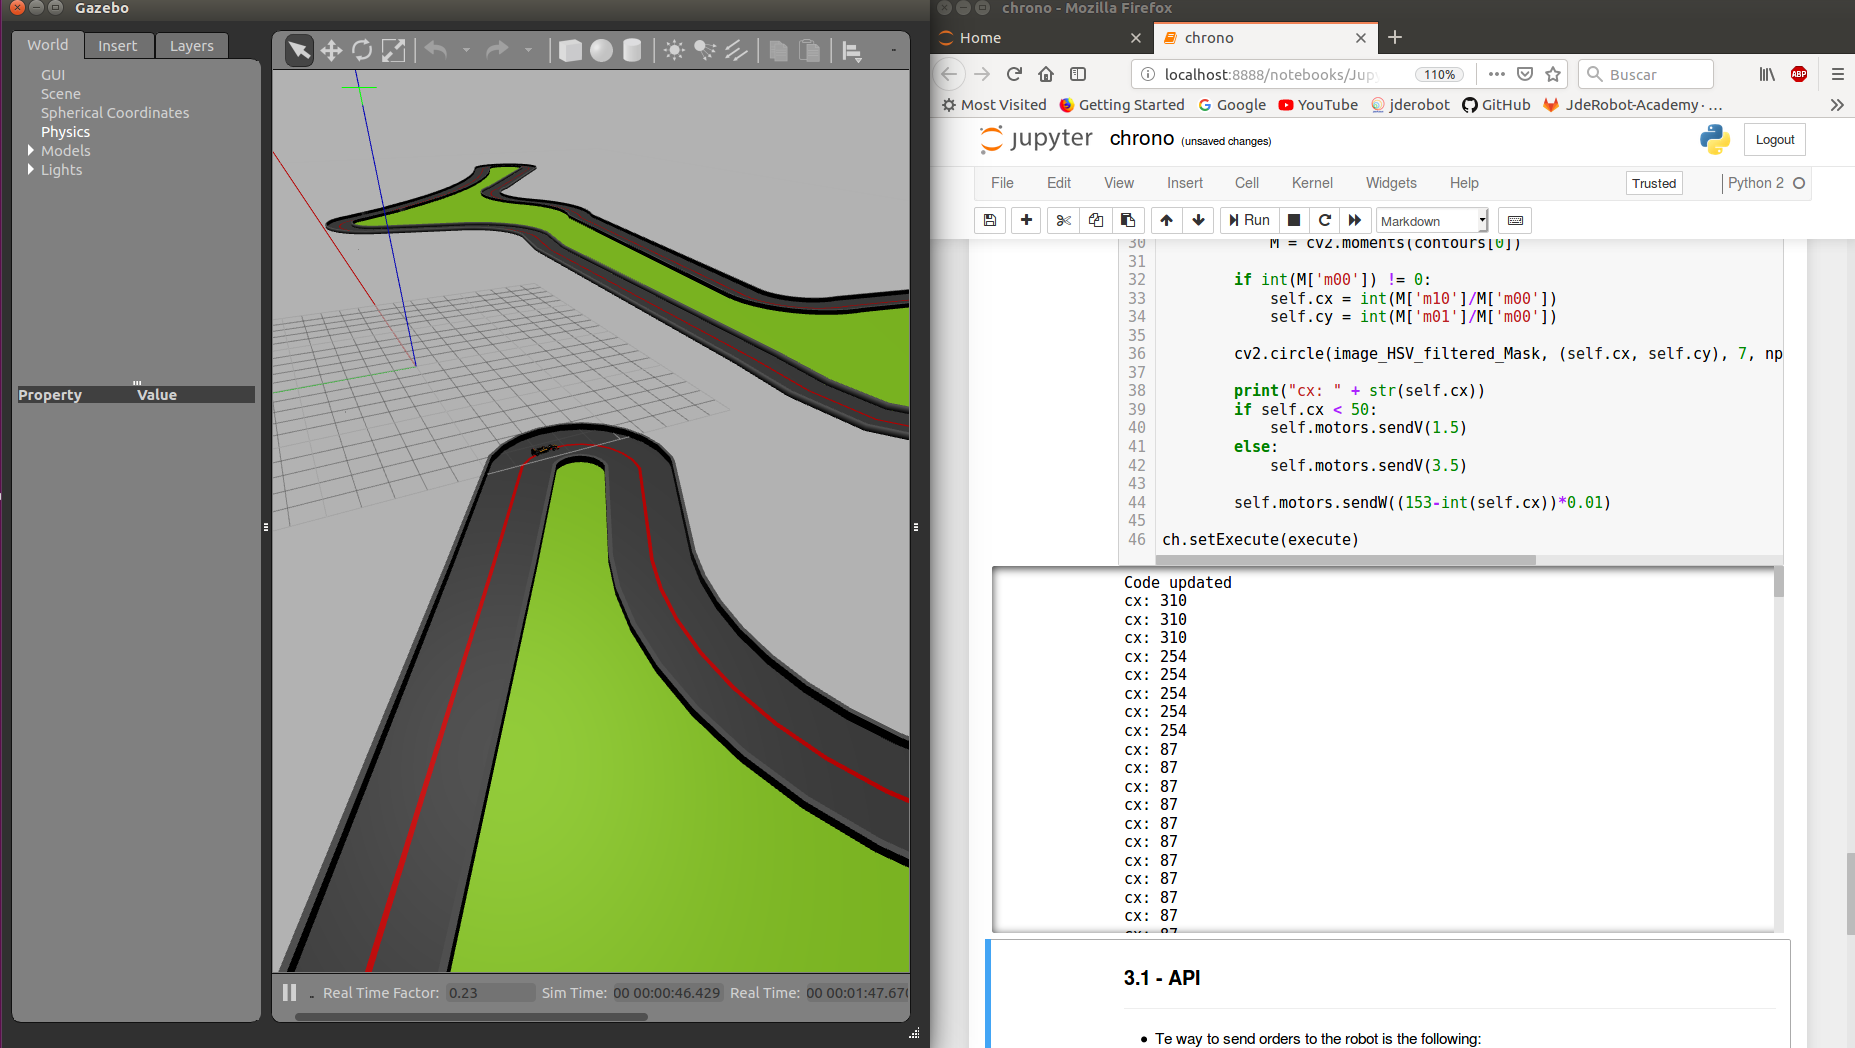 Gazebo
World Insert Layers
GUI
Scene
Spherical Coordinates
Physics
Models
Lights
Property Value
Real Time Factor: 0.23 Sim Time: 00 00:00:46.429 Real Time: 00 00:01:47.670
chrono - Mozilla Firefox
Home chrono
localhost:8888/notebooks/Jupy 110% Buscar ABP
Most Visited Getting Started Google YouTube jderobot GitHub JdeRobot-Academy · …
jupyter chrono (unsaved changes) Logout
File Edit View Insert Cell Kernel Widgets Help Trusted Python 2
Run Markdown
30 M = cv2.moments(contours[0])
31
32 if int(M['m00']) != 0:
33 self.cx = int(M['m10']/M['m00'])
34 self.cy = int(M['m01']/M['m00'])
35
36 cv2.circle(image_HSV_filtered_Mask, (self.cx, self.cy), 7, np
37
38 print("cx: " + str(self.cx))
39 if self.cx < 50:
40 self.motors.sendV(1.5)
41 else:
42 self.motors.sendV(3.5)
43
44 self.motors.sendW((153-int(self.cx))*0.01)
45
46 ch.setExecute(execute)
Code updated
cx: 310
cx: 310
cx: 310
cx: 254
cx: 254
cx: 254
cx: 254
cx: 254
cx: 87
cx: 87
cx: 87
cx: 87
cx: 87
cx: 87
cx: 87
cx: 87
cx: 87
cx: 87
cx: 87
3.1 - API
• Te way to send orders to the robot is the following: